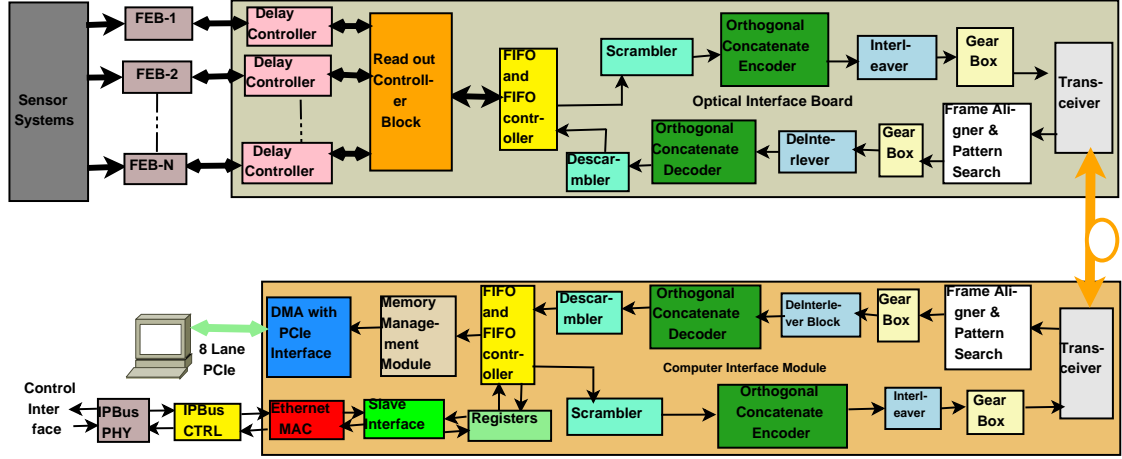 Sensor
Systems
FEB-1
FEB-2
FEB-N
Delay
Controller
Delay
Controller
Delay
Controller
Read out
Controll-
er
Block
FIFO
and
FIFO
contr-
oller
Scrambler
Orthogonal
Concatenate
Encoder
Interl-
eaver
Gear
Box
Trans-
ceiver
Optical Interface Board
Descar-
mbler
Orthogonal
Concatenate
Decoder
DeInte-
rlever
Gear
Box
Frame Ali-
gner &
Pattern
Search
DMA with
PCIe
Interface
Memory
Manage-
ment
Module
FIFO
and
FIFO
contr-
oller
Descar-
mbler
Orthogonal
Concatenate
Decoder
DeInterle-
ver Block
Gear
Box
Frame Ali-
gner &
Pattern
Search
Trans-
ceiver
8 Lane
PCIe
Computer Interface Module
Control
Inter
face
IPBus
PHY
IPBus
CTRL
Ethernet
MAC
Slave
Interface
Registers
Scrambler
Orthogonal
Concatenate
Encoder
Interl-
eaver
Gear
Box